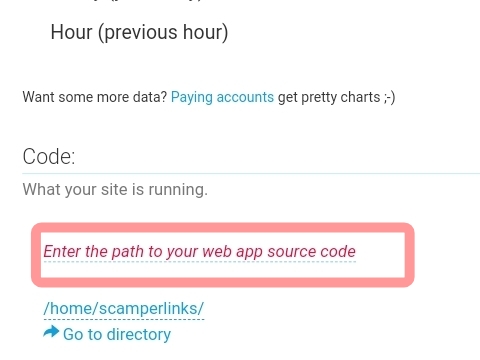 Hour (previous hour)
Want some more data? Paying accounts get pretty charts ;-)
Code:
What your site is running.
Enter the path to your web app source code
/home/scamperlinks/
Go to directory